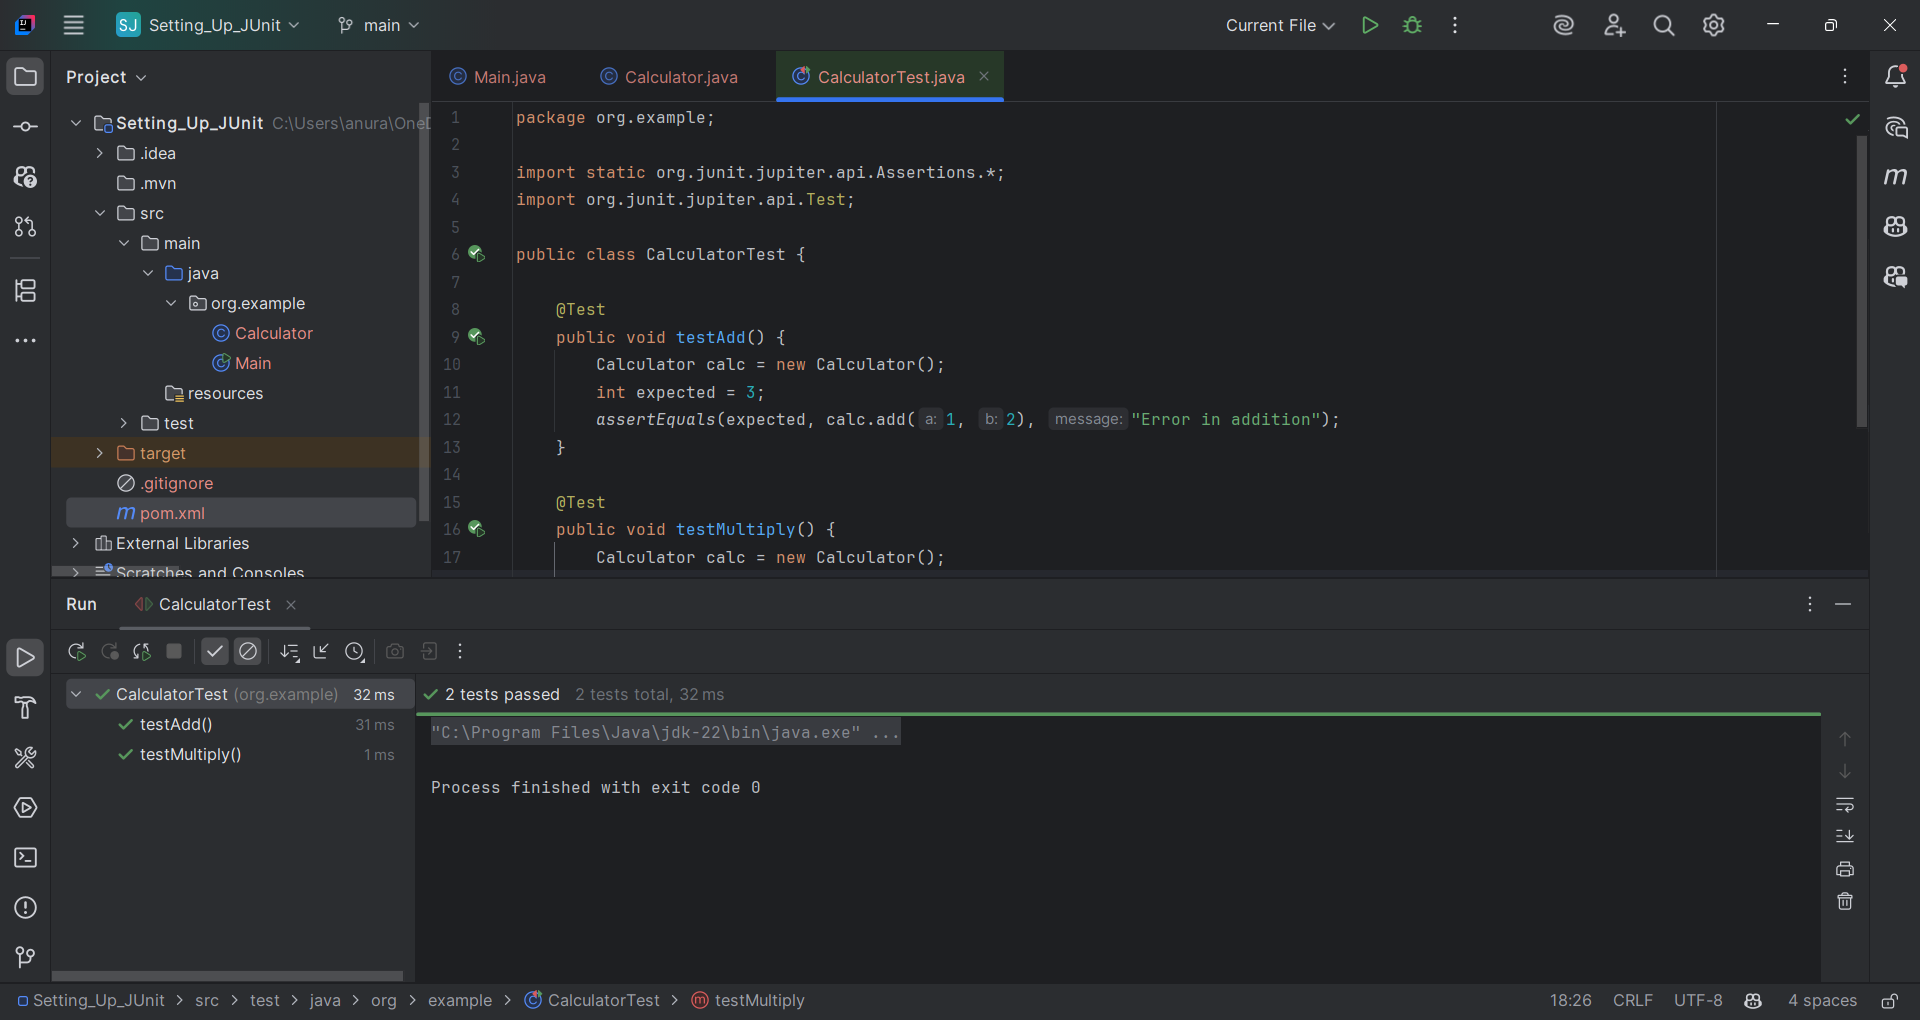 SJ Setting_Up_JUnit main Current File
Project
Main.java Calculator.java CalculatorTest.java
Setting_Up_JUnit C:\Users\anura\OneD
.idea
.mvn
src
main
java
org.example
Calculator
Main
resources
test
target
.gitignore
pom.xml
External Libraries
Scratches and Consoles
1 package org.example;
2
3 import static org.junit.jupiter.api.Assertions.*;
4 import org.junit.jupiter.api.Test;
5
6 public class CalculatorTest {
7
8 @Test
9 public void testAdd() {
10 Calculator calc = new Calculator();
11 int expected = 3;
12 assertEquals(expected, calc.add( a: 1, b: 2), message: "Error in addition");
13 }
14
15 @Test
16 public void testMultiply() {
17 Calculator calc = new Calculator();
Run CalculatorTest
CalculatorTest (org.example) 32 ms
testAdd() 31 ms
testMultiply() 1 ms
2 tests passed 2 tests total, 32 ms
"C:\Program Files\Java\jdk-22\bin\java.exe" ...
Process finished with exit code 0
Setting_Up_JUnit > src > test > java > org > example > CalculatorTest > testMultiply
18:26 CRLF UTF-8 4 spaces